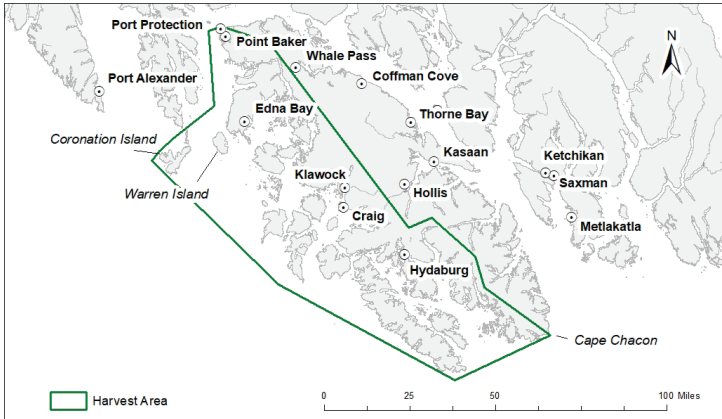 Port Protection
Point Baker
N
Whale Pass
Port Alexander
Coffman Cove
Edna Bay
Thorne Bay
Coronation Island
Kasaan
Ketchikan
Warren Island
Klawock
Hollis
Saxman
Craig
Metlakatla
Hydaburg
Cape Chacon
Harvest Area
0 25 50 100 Miles